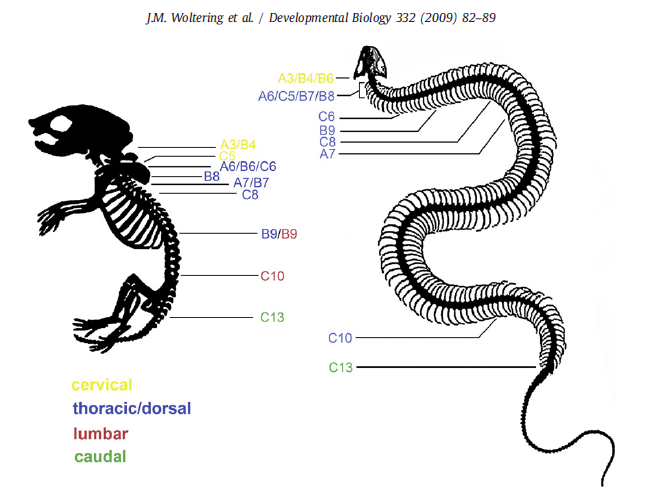 J.M. Woltering et al. / Developmental Biology 332 (2009) 82–89
A3/B4
C5
A6/B6/C6
B8
A7/B7
C8
B9/B9
C10
C13
cervical
thoracic/dorsal
lumbar
caudal
A3/B4/B6
A6/C5/B7/B8
C6
B9
C8
A7
C10
C13